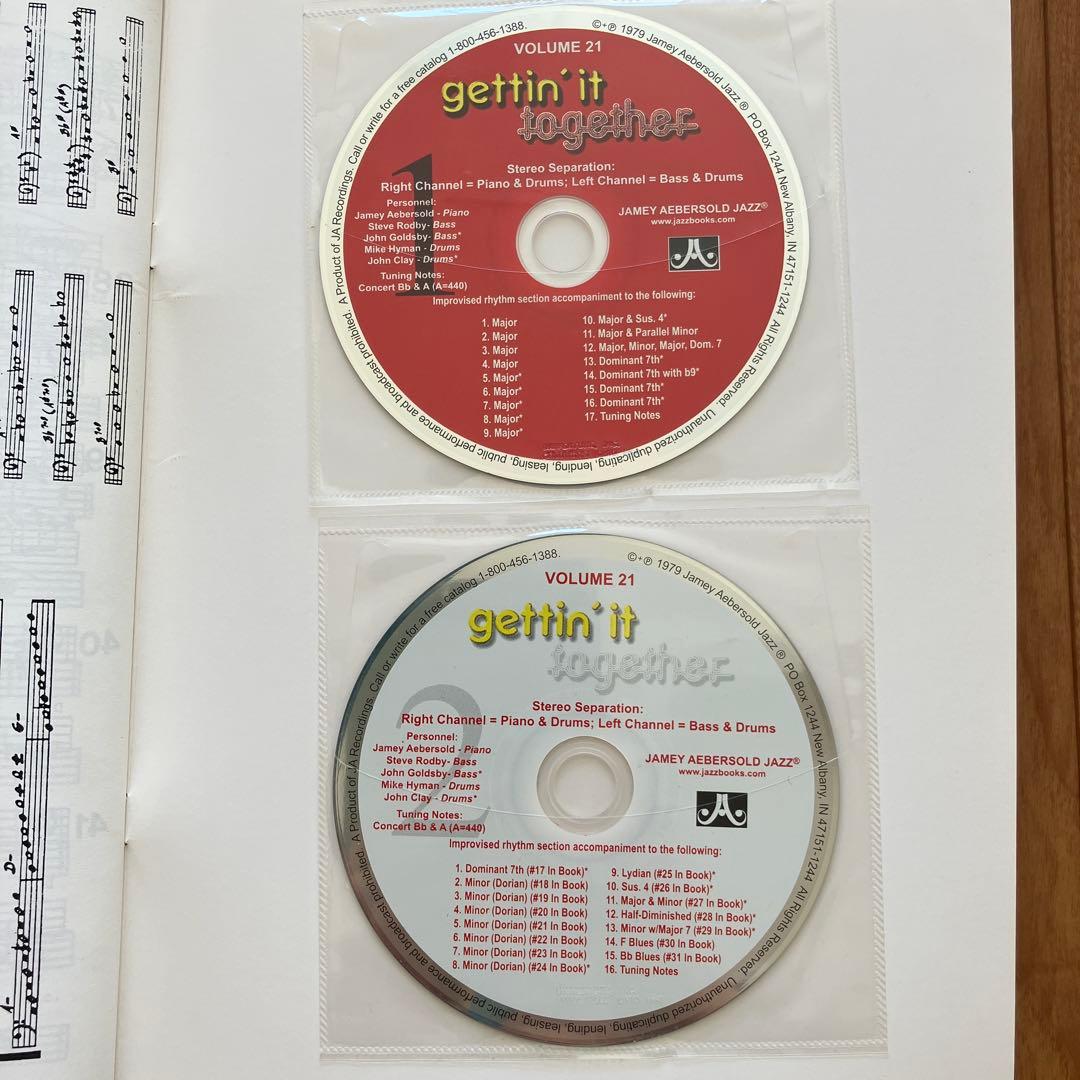 VOLUME 21
gettin' it
together
1
Stereo Separation:
Right Channel = Piano & Drums; Left Channel = Bass & Drums
Personnel:
Jamey Aebersold - Piano
Steve Rodby- Bass
John Goldsby- Bass*
Mike Hyman - Drums
John Clay - Drums*
Tuning Notes:
Concert Bb & A (A=440)
JAMEY AEBERSOLD JAZZ®
www.jazzbooks.com
Improvised rhythm section accompaniment to the following:
1. Major
2. Major
3. Major
4. Major
5. Major*
6. Major*
7. Major*
8. Major*
9. Major*
10. Major & Sus. 4*
11. Major & Parallel Minor
12. Major, Minor, Major, Dom. 7
13. Dominant 7th*
14. Dominant 7th with b9*
15. Dominant 7th*
16. Dominant 7th*
17. Tuning Notes
©+℗ 1979 Jamey Aebersold Jazz ® PO Box 1244 New Albany, IN 47151-1244 All Rights Reserved. Unauthorized duplicating, lending, leasing, public performance and broadcast prohibited. A Product of JA Recordings. Call or write for a free catalog 1-800-456-1388.
VOLUME 21
gettin' it
together
2
Stereo Separation:
Right Channel = Piano & Drums; Left Channel = Bass & Drums
Personnel:
Jamey Aebersold - Piano
Steve Rodby - Bass
John Goldsby - Bass*
Mike Hyman - Drums
John Clay - Drums*
Tuning Notes:
Concert Bb & A (A=440)
JAMEY AEBERSOLD JAZZ®
www.jazzbooks.com
Improvised rhythm section accompaniment to the following:
1. Dominant 7th (#17 In Book)*
2. Minor (Dorian) (#18 In Book)
3. Minor (Dorian) (#19 In Book)
4. Minor (Dorian) (#20 In Book)
5. Minor (Dorian) (#21 In Book)
6. Minor (Dorian) (#22 In Book)
7. Minor (Dorian) (#23 In Book)
8. Minor (Dorian) (#24 In Book)*
9. Lydian (#25 In Book)*
10. Sus. 4 (#26 In Book)*
11. Major & Minor (#27 In Book)*
12. Half-Diminished (#28 In Book)*
13. Minor w/Major 7 (#29 In Book)*
14. F Blues (#30 In Book)
15. Bb Blues (#31 In Book)
16. Tuning Notes
©+℗ 1979 Jamey Aebersold Jazz ® PO Box 1244 New Albany, IN 47151-1244 All Rights Reserved. Unauthorized duplicating, lending, leasing, public performance and broadcast prohibited. A Product of JA Recordings. Call or write for a free catalog 1-800-456-1388.
D-
G-